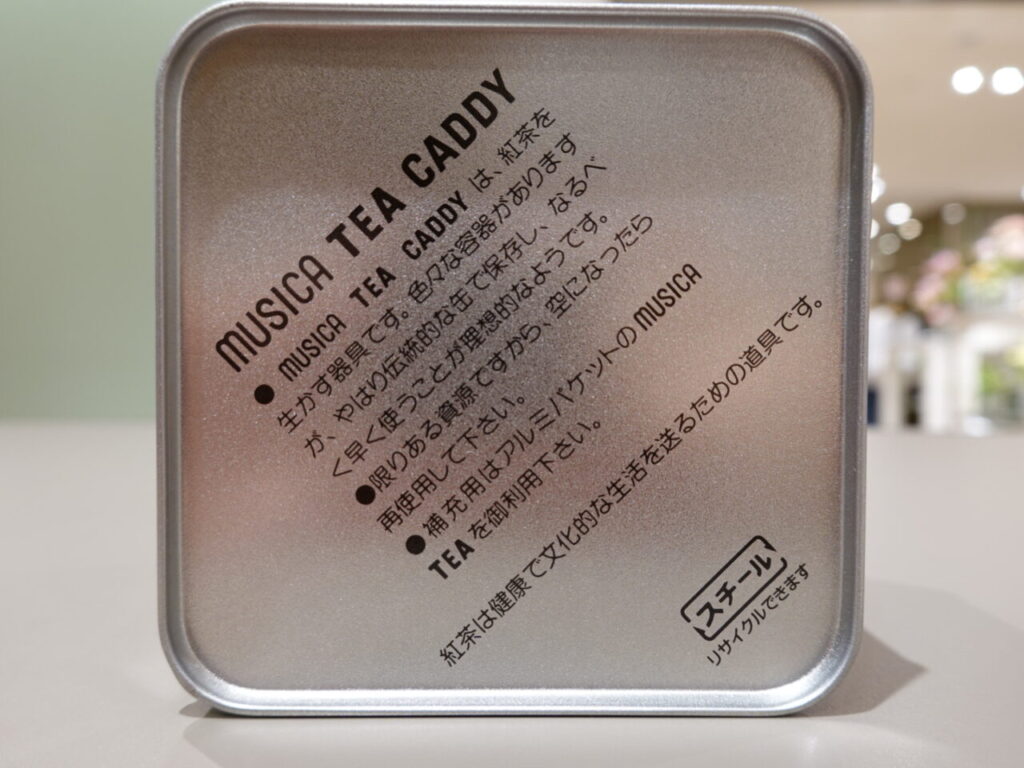 MUSICA TEA CADDY
● MUSICA TEA CADDY は、紅茶を
生かす器具です。色々な容器があります
が、やはり伝統的な缶で保存し、なるべ
く早く使うことが理想的なようです。
●限りある資源ですから、空になったら
再使用して下さい。
●補充用はアルミパケットの MUSICA
TEA を御利用下さい。
紅茶は健康で文化的な生活を送るための道具です。
スチール
リサイクルできます